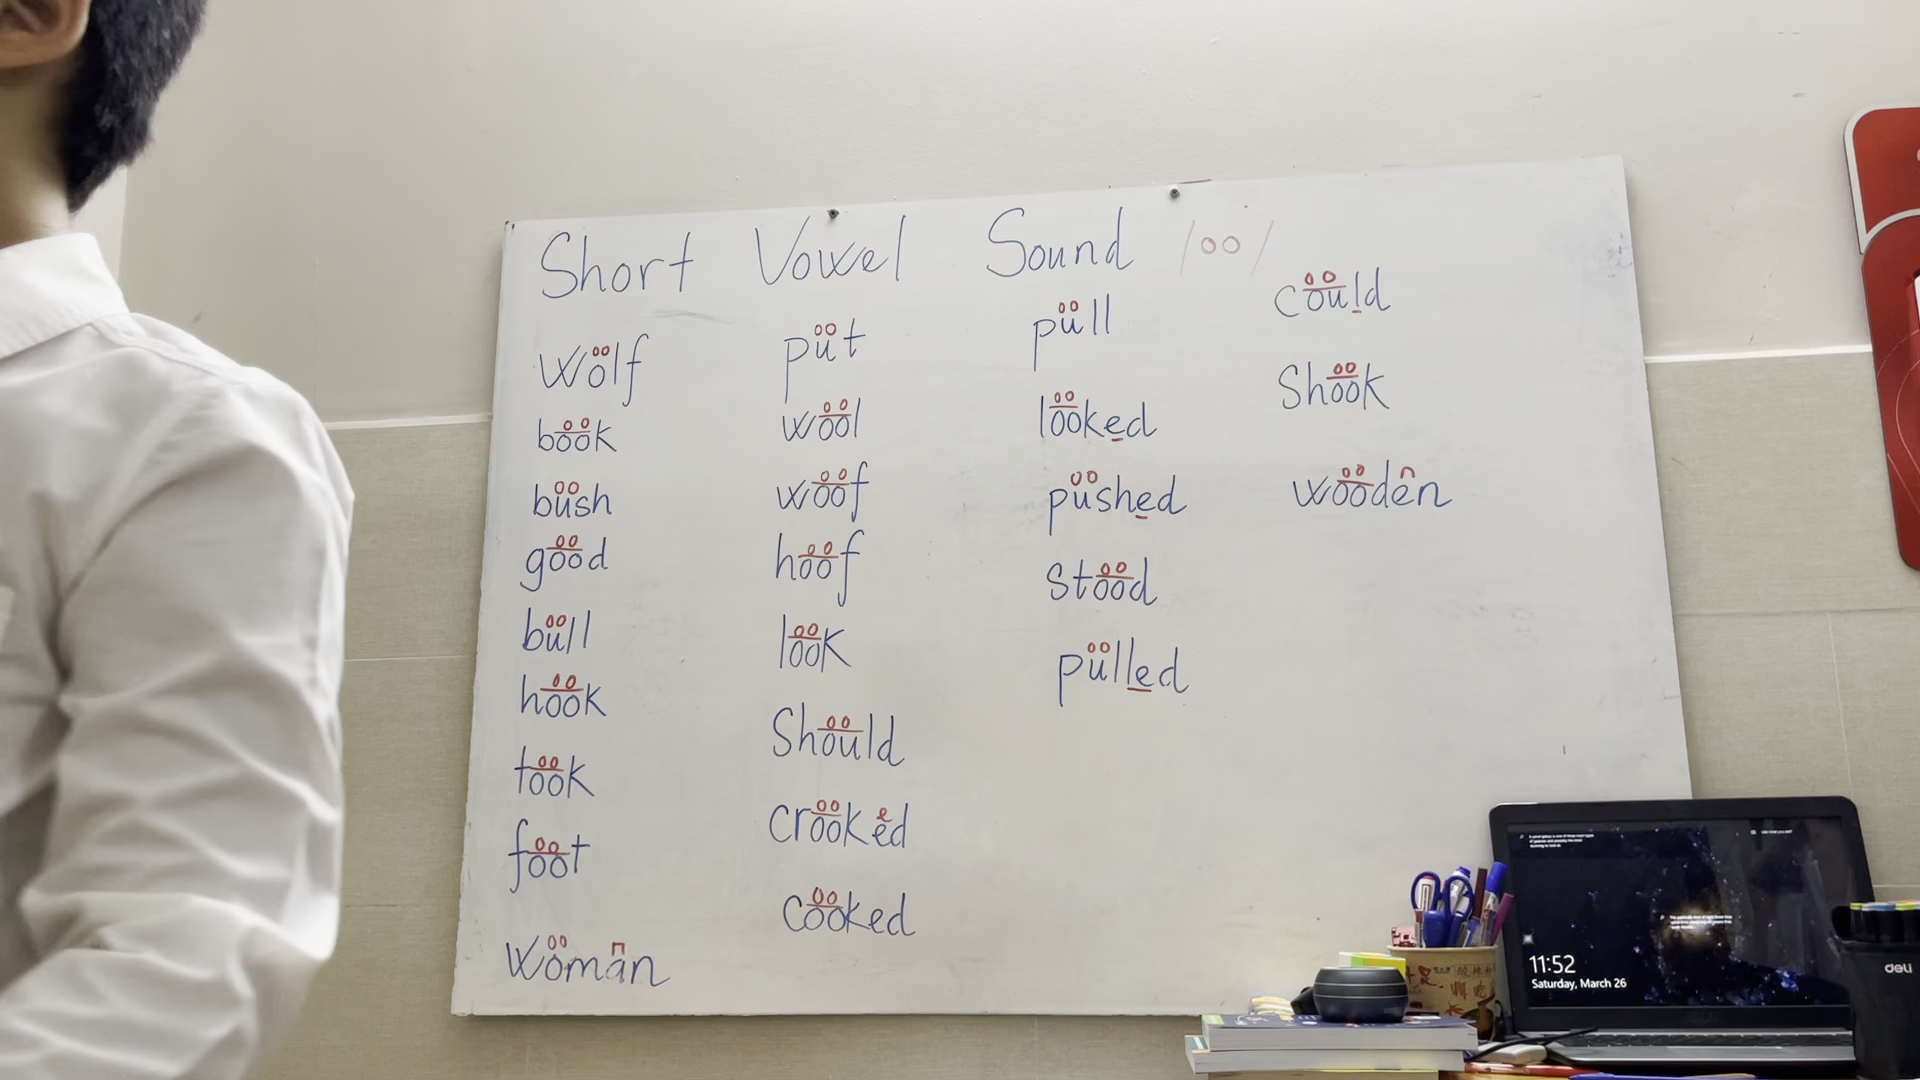 Short Vowel Sound /oo/
wolf
book
bush
good
bull
hook
took
foot
woman
put
wool
woof
hoof
look
should
crooked
cooked
pull
looked
pushed
stood
pulled
could
shook
wooden
11:52
Saturday, March 26
deli